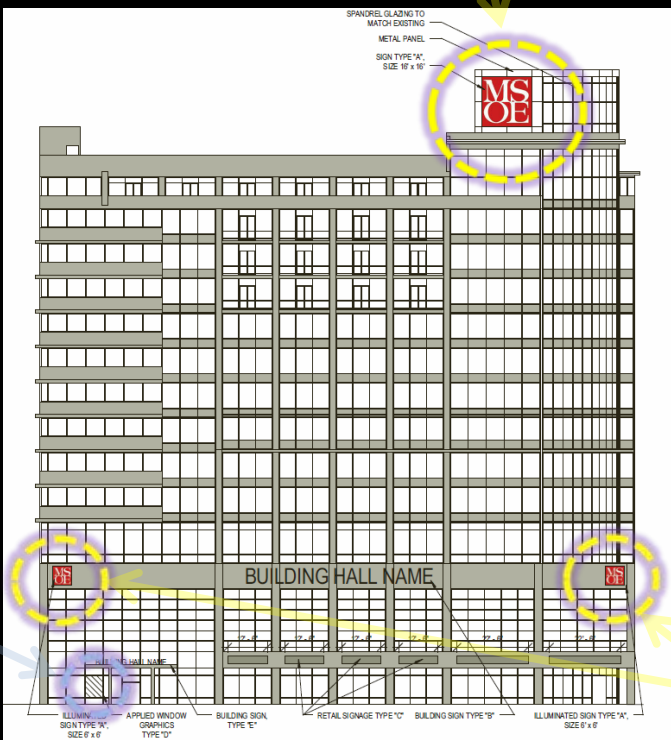 SPANDREL GLAZING TO
MATCH EXISTING
METAL PANEL
SIGN TYPE "A",
SIZE 16' x 16'
MS
OE
MS
OE
BUILDING HALL NAME
MS
OE
BUILDING HALL NAME
ILLUMINATED
SIGN TYPE "A",
SIZE 6' x 6'
APPLIED WINDOW
GRAPHICS
TYPE "D"
BUILDING SIGN,
TYPE "E"
RETAIL SIGNAGE TYPE "C"
BUILDING SIGN TYPE "B"
ILLUMINATED SIGN TYPE "A",
SIZE 6' x 6'